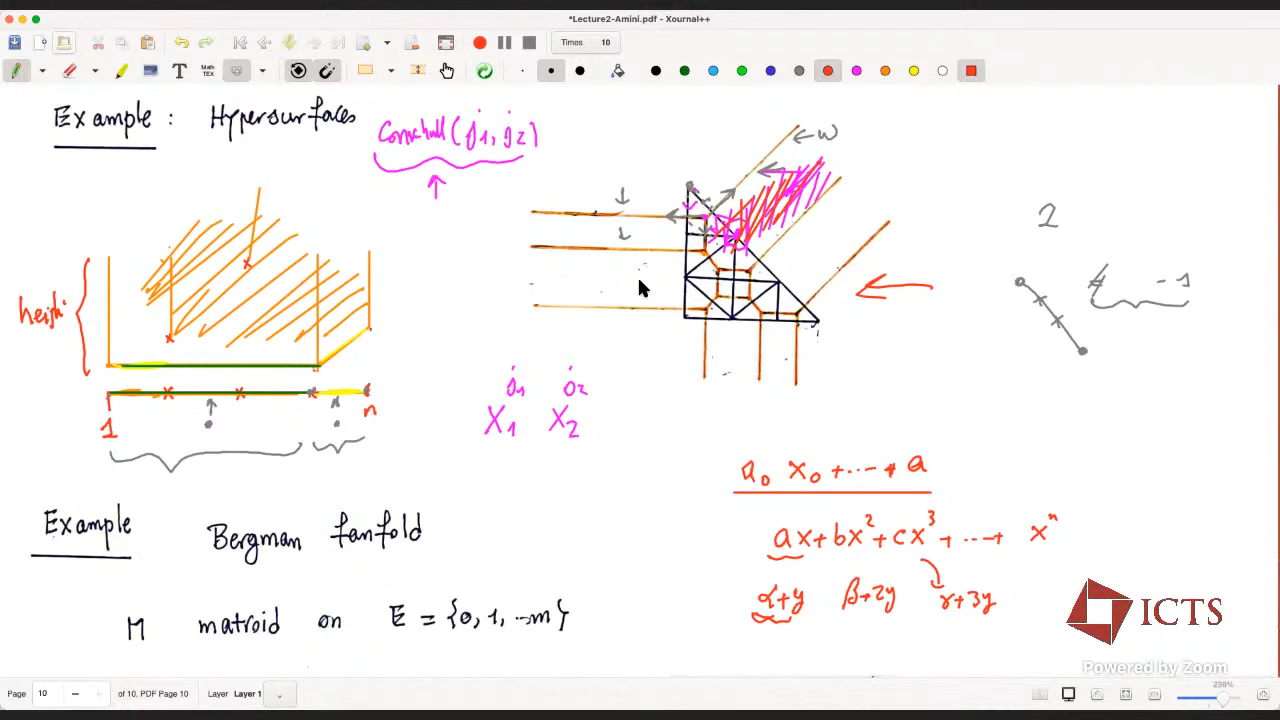 *Lecture2-Amini.pdf - Xournal++
Times 10
Example : Hypersurfaces
Convhull (j1, j2)
← w
2
- 1
height
1
n
j1 j2
X1 X2
a0 x0 + ... + a
ax + bx² + cx³ + ... + xⁿ
α+y β+2y γ+3y
Example Bergman fanfold
M matroid on E = {0, 1, ...m}
ICTS
Powered by Zoom
Page 10 of 10, PDF Page 10 Layer Layer 1
236%